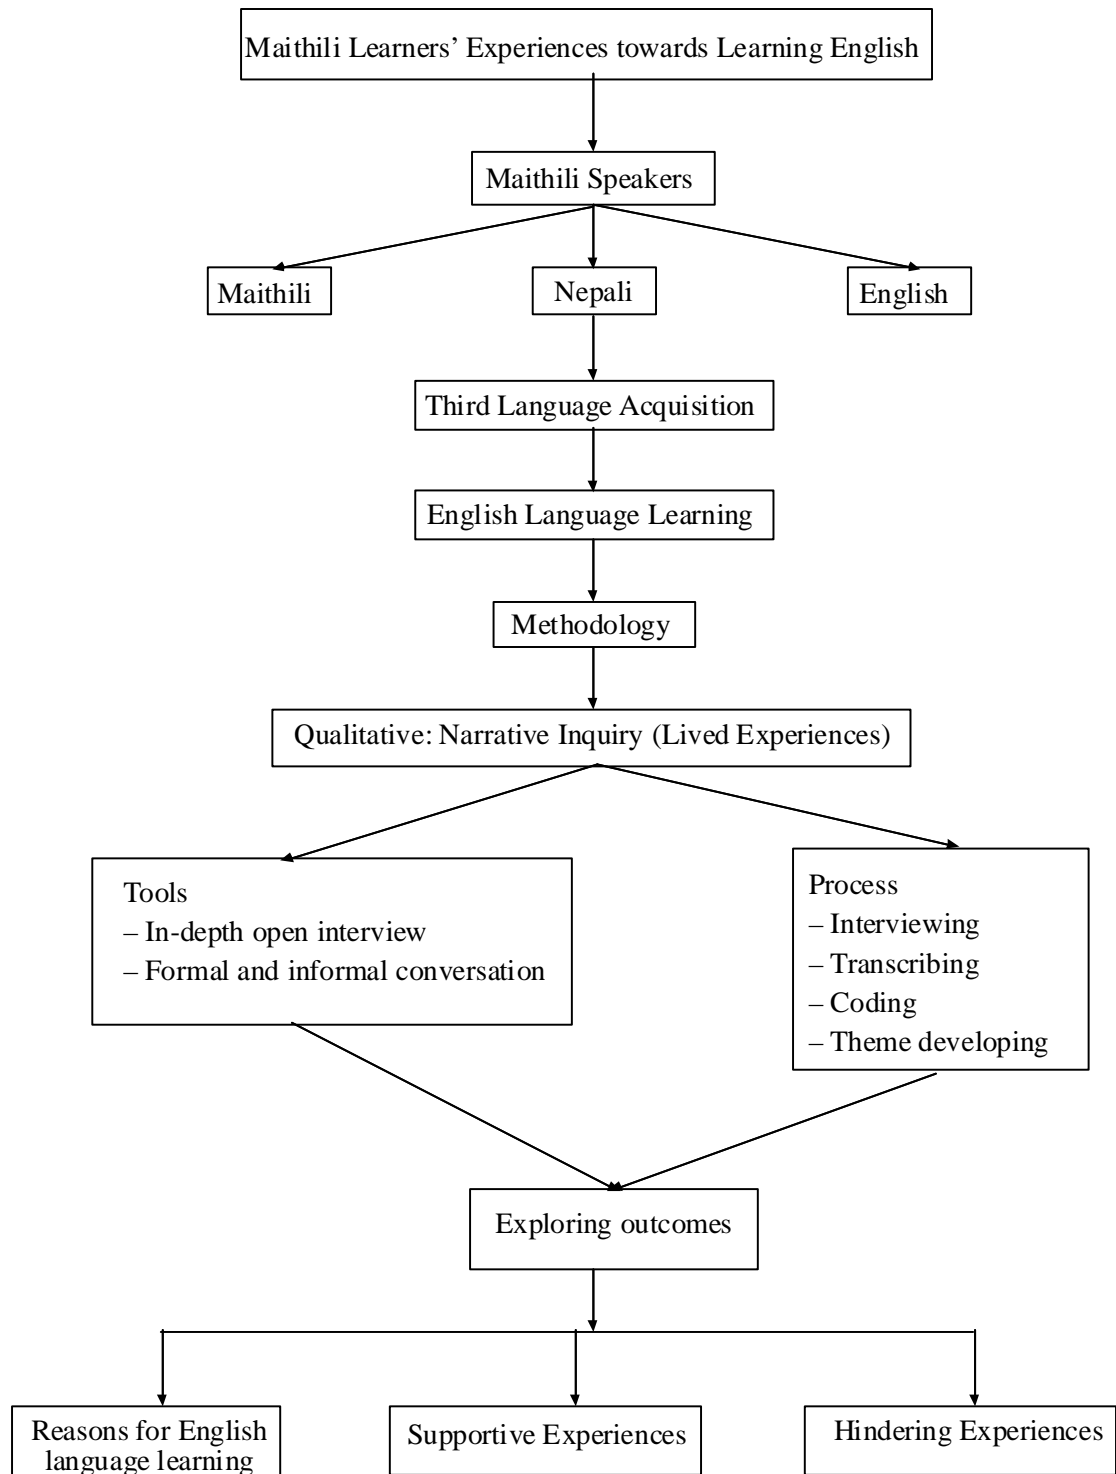 Maithili Learners’ Experiences towards Learning English
Maithili Speakers
Maithili
Nepali
English
Third Language Acquisition
English Language Learning
Methodology
Qualitative: Narrative Inquiry (Lived Experiences)
Tools
– In-depth open interview
– Formal and informal conversation
Process
– Interviewing
– Transcribing
– Coding
– Theme developing
Exploring outcomes
Reasons for English
language learning
Supportive Experiences
Hindering Experiences